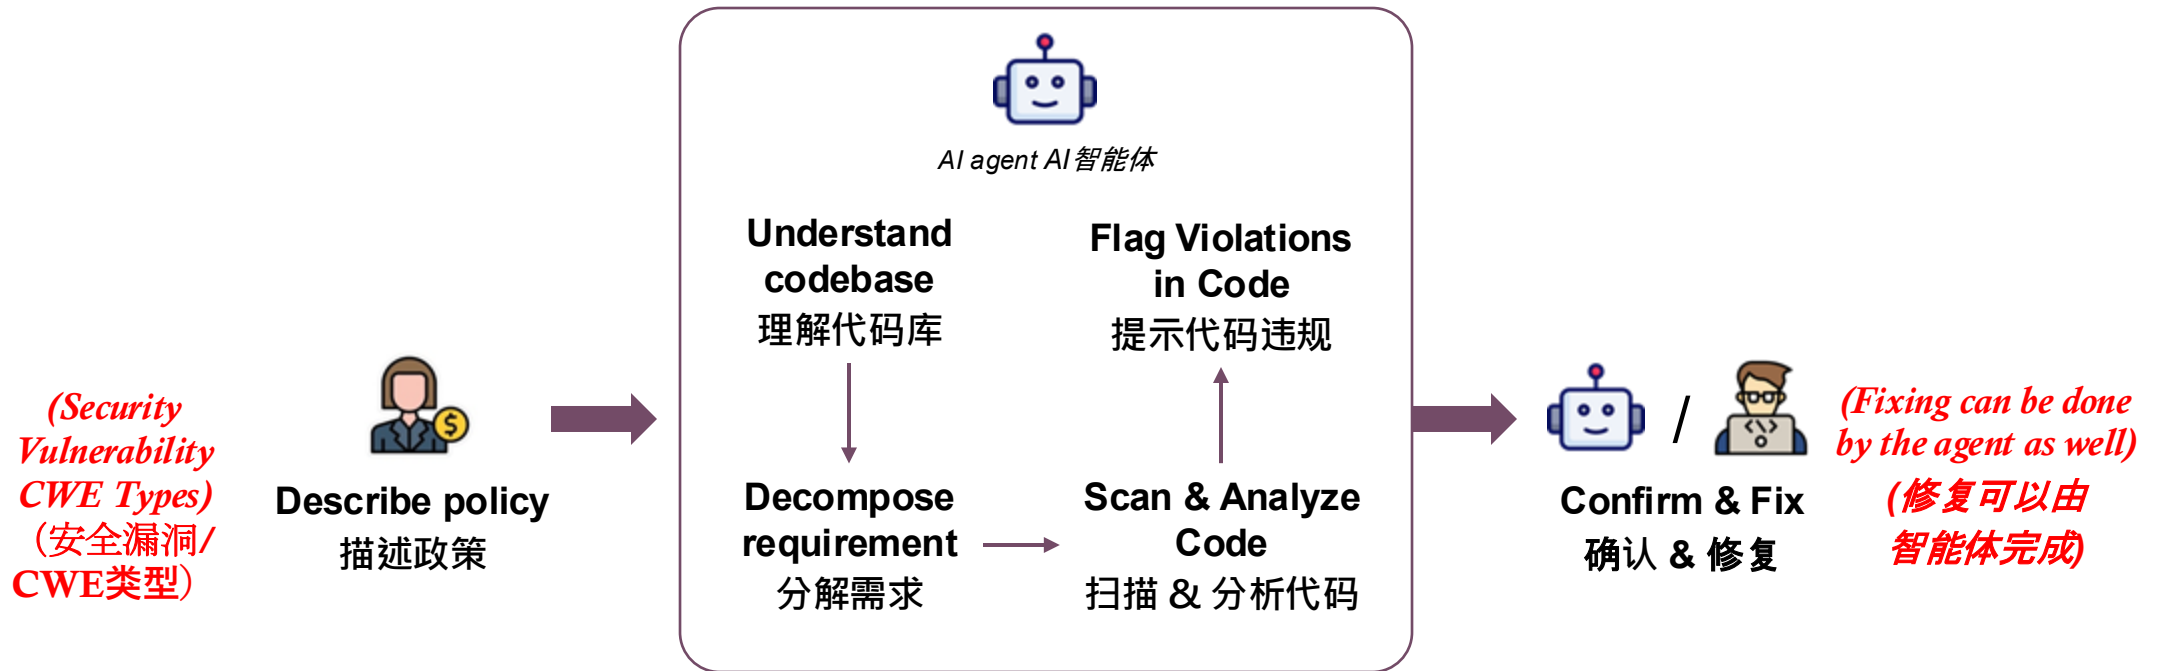 (Security
Vulnerability
CWE Types)
（安全漏洞/
CWE类型）
Describe policy
描述政策
AI agent AI智能体
Understand
codebase
理解代码库
Decompose
requirement
分解需求
Scan & Analyze
Code
扫描 & 分析代码
Flag Violations
in Code
提示代码违规
/
Confirm & Fix
确认 & 修复
(Fixing can be done
by the agent as well)
(修复可以由
智能体完成)